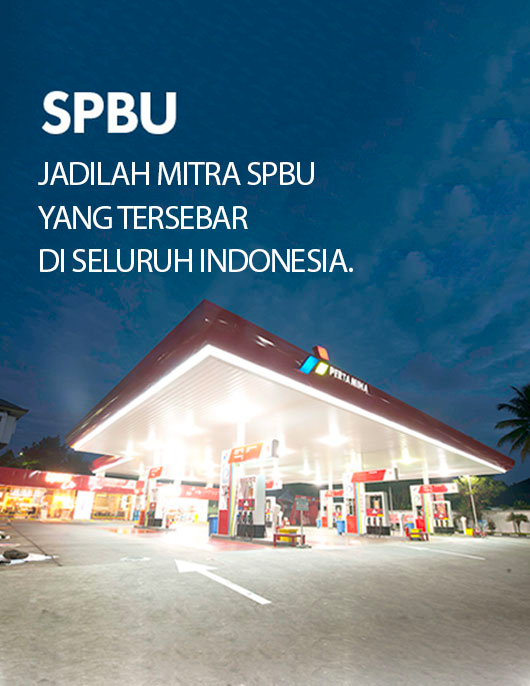 SPBU
JADILAH MITRA SPBU
YANG TERSEBAR
DI SELURUH INDONESIA.
PERTAMINA